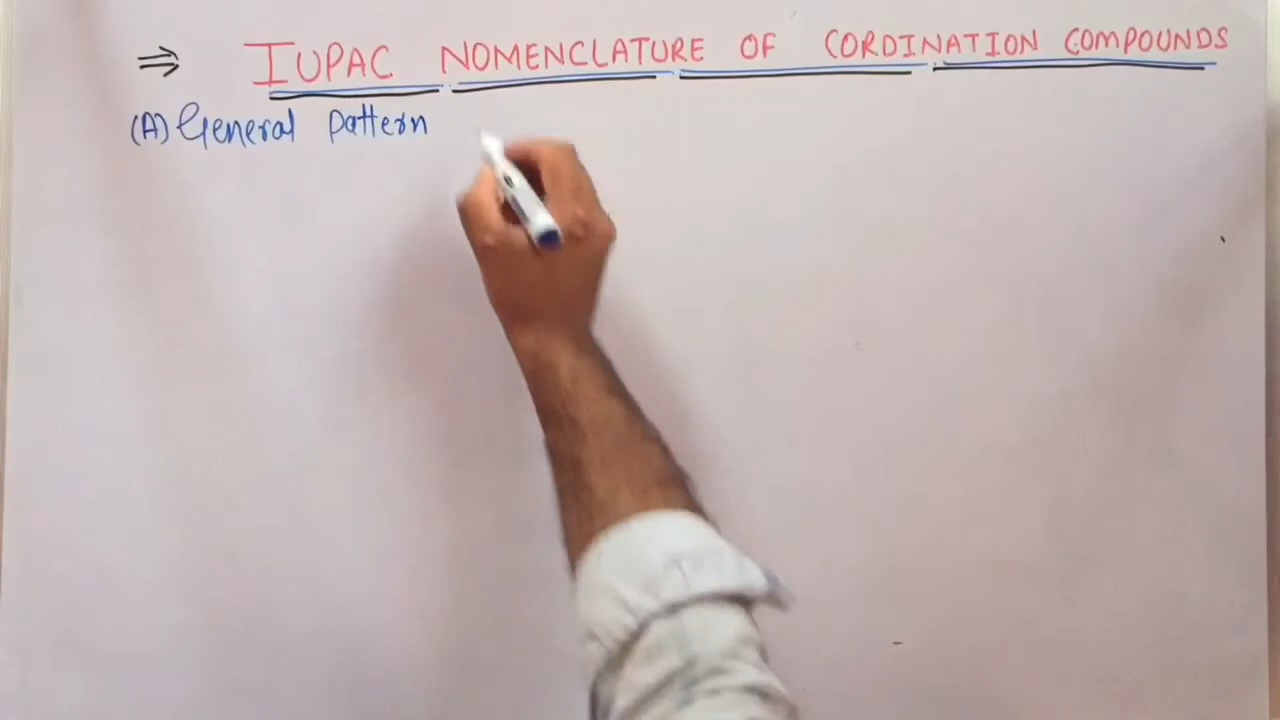 ⇒ IUPAC NOMENCLATURE OF CORDINATION COMPOUNDS
(A) General Pattern